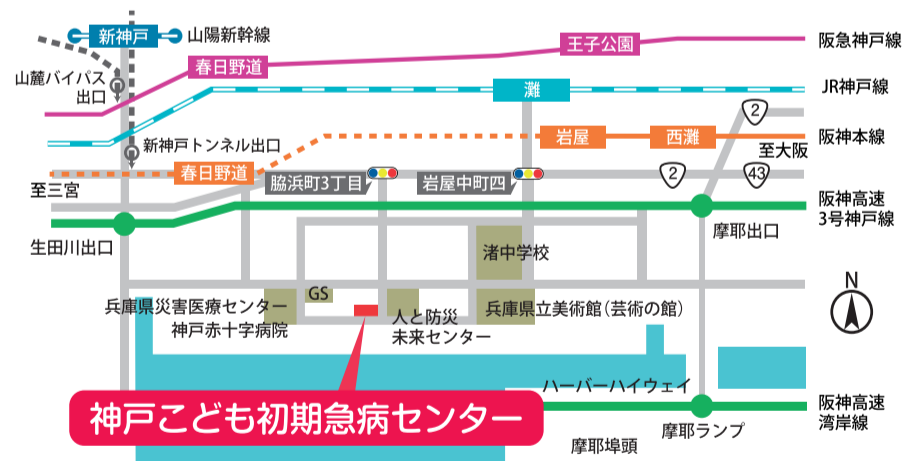 新神戸
山陽新幹線
王子公園
阪急神戸線
春日野道
山麓バイパス
出口
灘
JR神戸線
2
新神戸トンネル出口
岩屋
西灘
阪神本線
至大阪
春日野道
脇浜町3丁目
岩屋中町四
2
43
至三宮
阪神高速
3号神戸線
生田川出口
摩耶出口
渚中学校
N
GS
兵庫県災害医療センター
神戸赤十字病院
人と防災
未来センター
兵庫県立美術館(芸術の館)
ハーバーハイウェイ
神戸こども初期急病センター
阪神高速
湾岸線
摩耶ランプ
摩耶埠頭